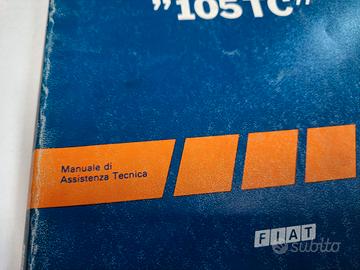 "105TC"
Manuale di
Assistenza Tecnica
FIAT
subito